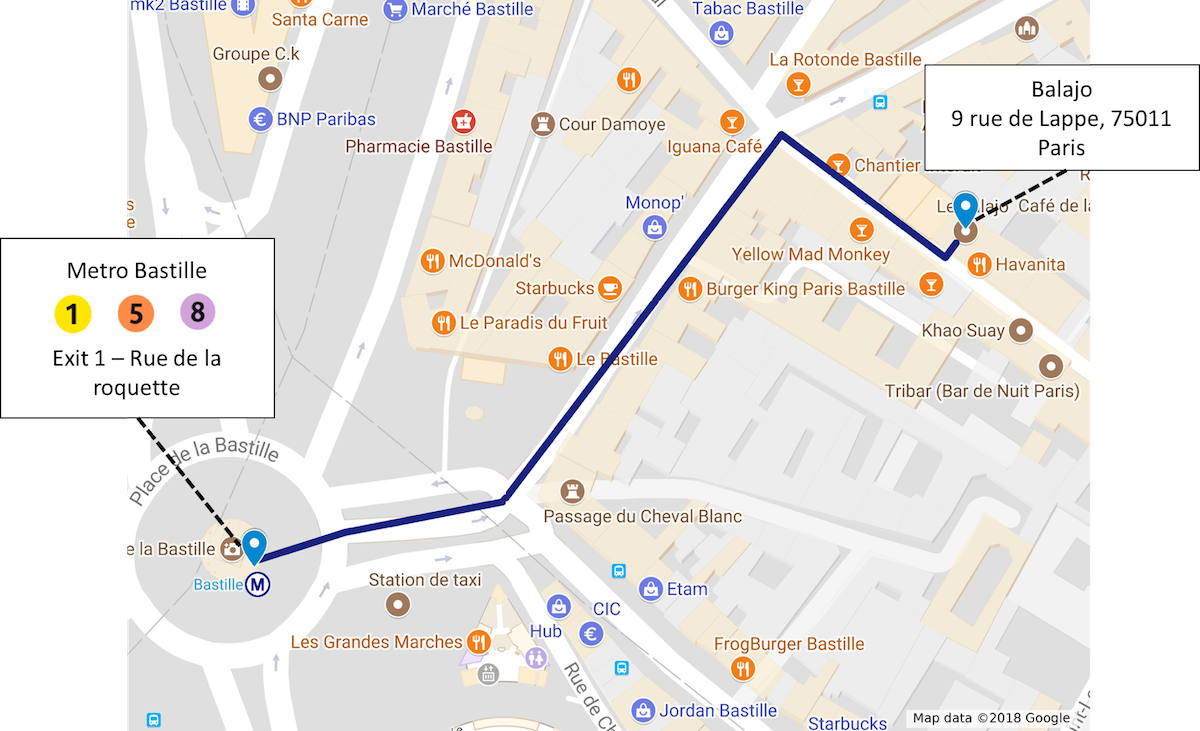 mk2 Bastille
Santa Carne
Marché Bastille
Tabac Bastille
Groupe C.k
La Rotonde Bastille
BNP Paribas
Pharmacie Bastille
Cour Damoye
Iguana Café
Chantier
Balajo
9 rue de Lappe, 75011
Paris
R
s
e
Monop'
Le Balajo
Café de la
Yellow Mad Monkey
Havanita
McDonald's
Starbucks
Burger King Paris Bastille
Le Paradis du Fruit
Khao Suay
Le Bastille
Tribar (Bar de Nuit Paris)
Metro Bastille
1 5 8
Exit 1 – Rue de la
roquette
Place de la Bastille
Passage du Cheval Blanc
e la Bastille
Bastille M
Station de taxi
Etam
CIC
Hub
Les Grandes Marches
FrogBurger Bastille
Rue de Ch
Jordan Bastille
Starbucks
Map data ©2018 Google